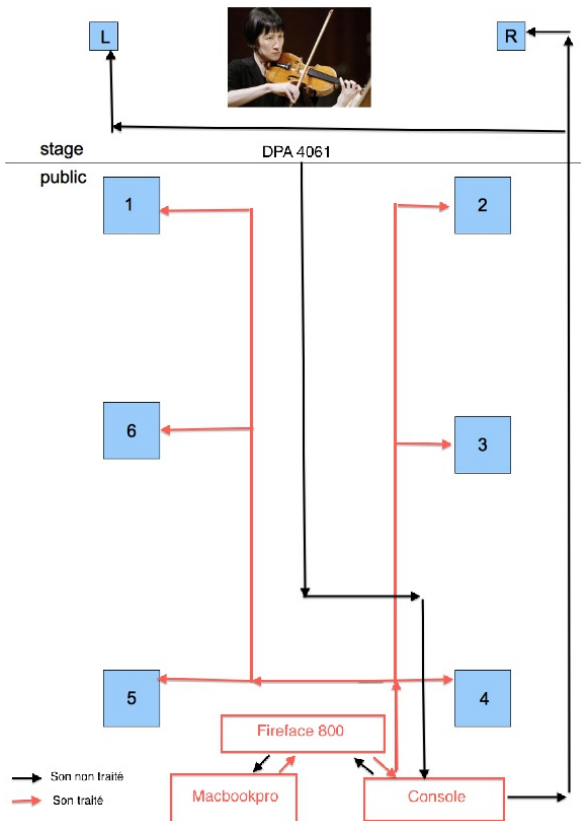 L
R
stage
DPA 4061
public
1
2
6
3
5
4
Fireface 800
Son non traité
Macbookpro
Console
Son traité